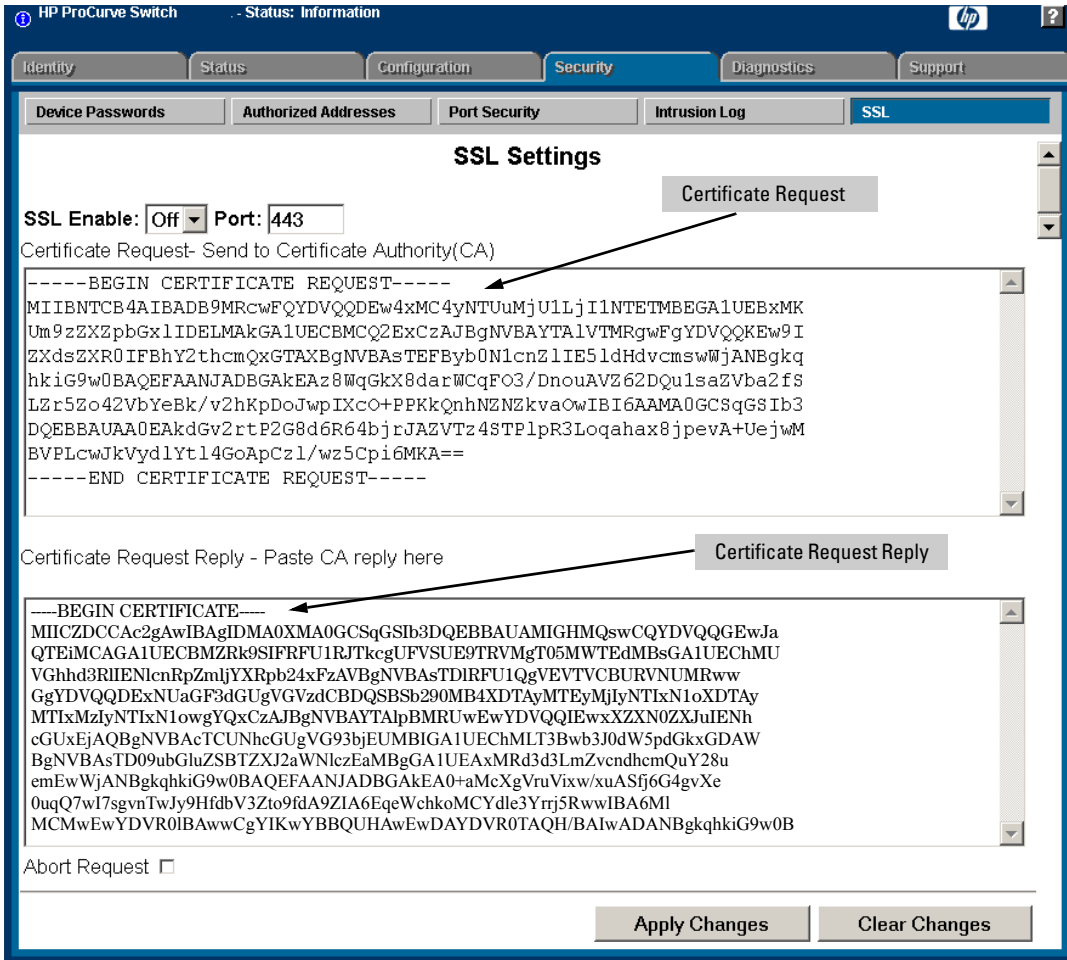 HP ProCurve Switch . - Status: Information
hp
?
Identity Status Configuration Security Diagnostics Support
Device Passwords Authorized Addresses Port Security Intrusion Log SSL
SSL Settings
Certificate Request
SSL Enable: Off Port: 443
Certificate Request- Send to Certificate Authority(CA)
-----BEGIN CERTIFICATE REQUEST-----
MIIBNTCB4AIBADB9MRcwFQYDVQQDEw4xMC4yNTUuMjU1LjI1NTETMBEGA1UEBxMK
Um9zZXZpbGxlIDELMAkGA1UECBMCQ2ExCzAJBgNVBAYTAlVTMRgwFgYDVQQKEw9I
ZXdsZXR0IFBhY2thcmQxGTAXBgNVBAsTEFByb0N1cnZlIE5ldHdvcmswWjANBgkq
hkiG9w0BAQEFAANJADBGAkEAz8WqGkX8darWCqFO3/DnouAVZ62DQu1saZVba2fS
LZr5Zo42VbYeBk/v2hKpDoJwpIXcO+PPKkQnhNZNZkvaOwIBI6AAMA0GCSqGSIb3
DQEBBAUAA0EAkdGv2rtP2G8d6R64bjrJAZVTz4STPlpR3Loqahax8jpevA+UejwM
BVPLcwJkVydlYtl4GoApCzl/wz5Cpi6MKA==
-----END CERTIFICATE REQUEST-----
Certificate Request Reply - Paste CA reply here
Certificate Request Reply
-----BEGIN CERTIFICATE-----
MIICZDCCAc2gAwIBAgIDMA0XMA0GCSqGSIb3DQEBBAUAMIGHMQswCQYDVQQGEwJa
QTEiMCAGA1UECBMZRk9SIFRFU1RJTkcgUFVSUE9TRVMgT05MWTEdMBsGA1UEChMU
VGhhd3RlIENlcnRpZmljYXRpb24xFzAVBgNVBAsTDlRFU1QgVEVTVCBURVNUMRww
GgYDVQQDExNUaGF3dGUgVGVzdCBDQSBSb290MB4XDTAyMTEyMjIyNTIxN1oXDTAy
MTIxMzIyNTIxN1owgYQxCzAJBgNVBAYTAlpBMRUwEwYDVQQIEwxXZXN0ZXJuIENh
cGUxEjAQBgNVBAcTCUNhcGUgVG93bjEUMBIGA1UEChMLT3Bwb3J0dW5pdGkxGDAW
BgNVBAsTD09ubGluZSBTZXJ2aWNlczEaMBgGA1UEAxMRd3d3LmZvcndhcmQuY28u
emEwWjANBgkqhkiG9w0BAQEFAANJADBGAkEA0+aMcXgVruVixw/xuASfj6G4gvXe
0uqQ7wI7sgvnTwJy9HfdbV3Zto9fdA9ZIA6EqeWchkoMCYdle3Yrrj5RwwIBA6Ml
MCMwEwYDVR0lBAwwCgYIKwYBBQUHAwEwDAYDVR0TAQH/BAIwADANBgkqhkiG9w0B
Abort Request
Apply Changes Clear Changes